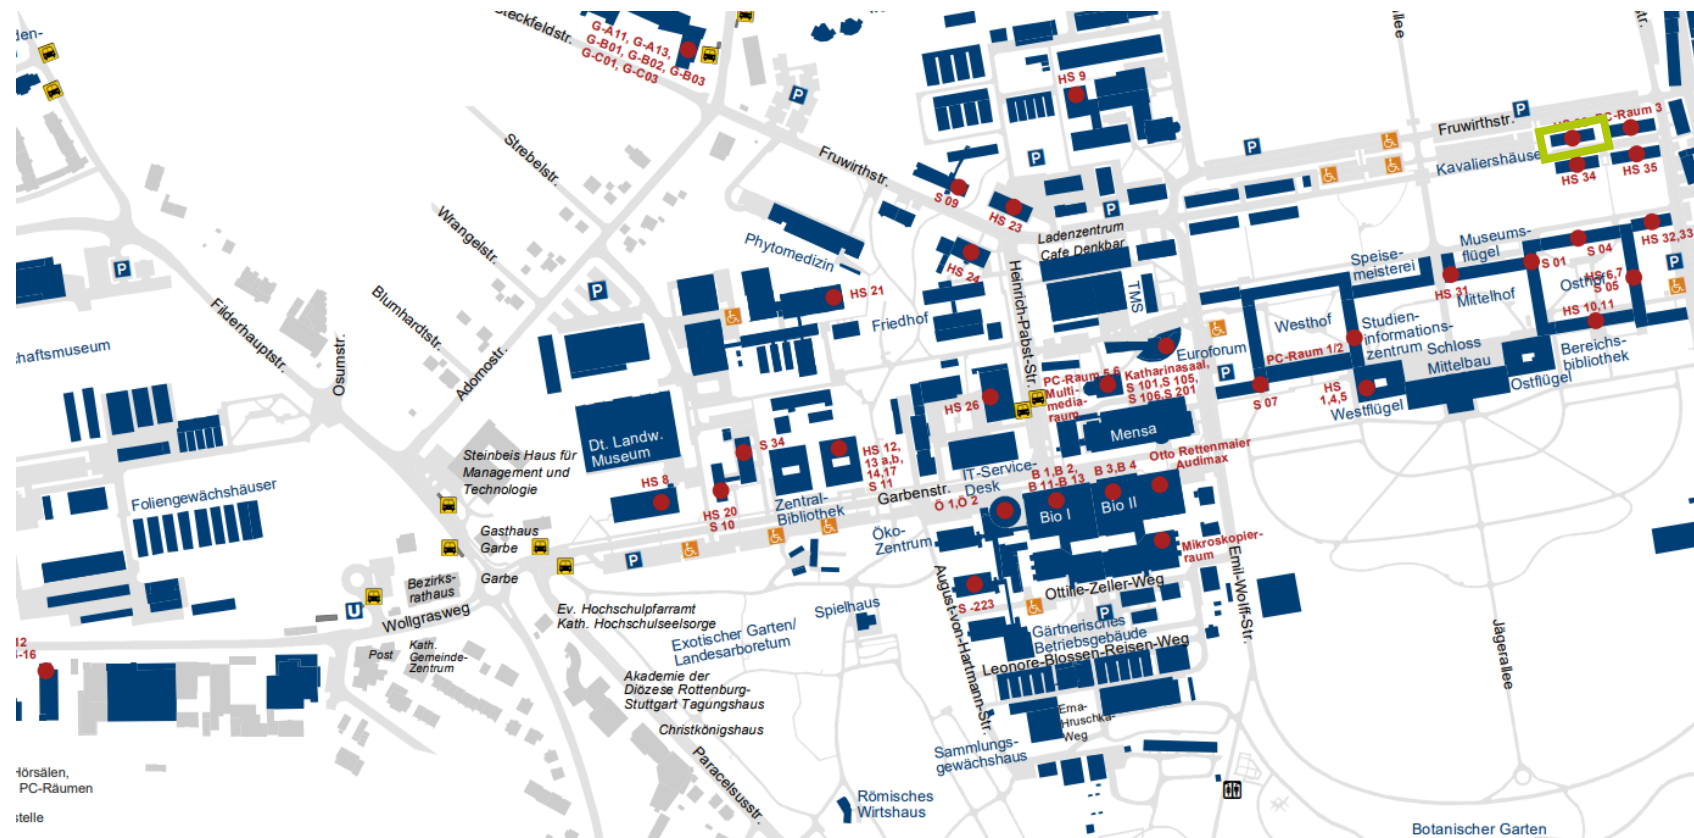 Steckfeldstr.
G-A11, G-A13,
G-B01, G-B02, G-B03
G-C01, G-C03
P
HS 9
Fruwirthstr.
P
PC-Raum 3
Kavaliershäuser
HS 34
HS 35
P
P
Strebelstr.
Fruwirthstr.
S 09
HS 23
P
Ladenzentrum
Cafe Denkbar
HS 24
Wrangelstr.
Phytomedizin
Museums-
flügel
S 04
HS 32,33
Speise-
meisterei
S 01
HS 6,7
S 05
Osthof
P
HS 31
Mittelhof
HS 10,11
P
P
Blumhardtstr.
HS 21
Friedhof
Heinrich-Pabst-Str.
TMS
Westhof
Studien-
informations-
zentrum
Schloss
Mittelbau
Bereichs-
bibliothek
Ostflügel
Filderhauptstr.
Osumstr.
Adornostr.
Euroforum
PC-Raum 1/2
P
haftsmuseum
PC-Raum 5,6
Multi-
media-
raum
Katharinasaal,
S 101,S 105,
S 106,S 201
S 07
HS
1,4,5
Westflügel
HS 26
Mensa
Dt. Landw.
Museum
S 34
HS 12,
13 a,b,
14,17
S 11
Otto Rettenmaier
Audimax
Steinbeis Haus für
Management und
Technologie
IT-Service-
Desk
B 1,B 2,
B 11-B 13
B 3,B 4
HS 8
HS 20
S 10
Zentral-
Bibliothek
Garbenstr.
Ö 1,Ö 2
Bio I
Bio II
Foliengewächshäuser
Öko-
Zentrum
Gasthaus
Garbe
Mikroskopier-
raum
P
Garbe
Bezirks-
rathaus
U
Wollgrasweg
August-von-Hartmann-Str.
Emil-Wolff-Str.
Ottilie-Zeller-Weg
S -223
P
Ev. Hochschulpfarramt
Kath. Hochschulseelsorge
Spielhaus
Exotischer Garten/
Landesarboretum
Gärtnerisches
Betriebsgebäude
Leonore-Blossen-Reisen-Weg
Jägerallee
12
-16
Post
Kath.
Gemeinde-
Zentrum
Akademie der
Diözese Rottenburg-
Stuttgart Tagungshaus
Christkönigshaus
Erna-
Hruschka-
Weg
Sammlungs-
gewächshaus
Paracelsusstr.
Römisches
Wirtshaus
Hörsälen,
PC-Räumen
stelle
Botanischer Garten